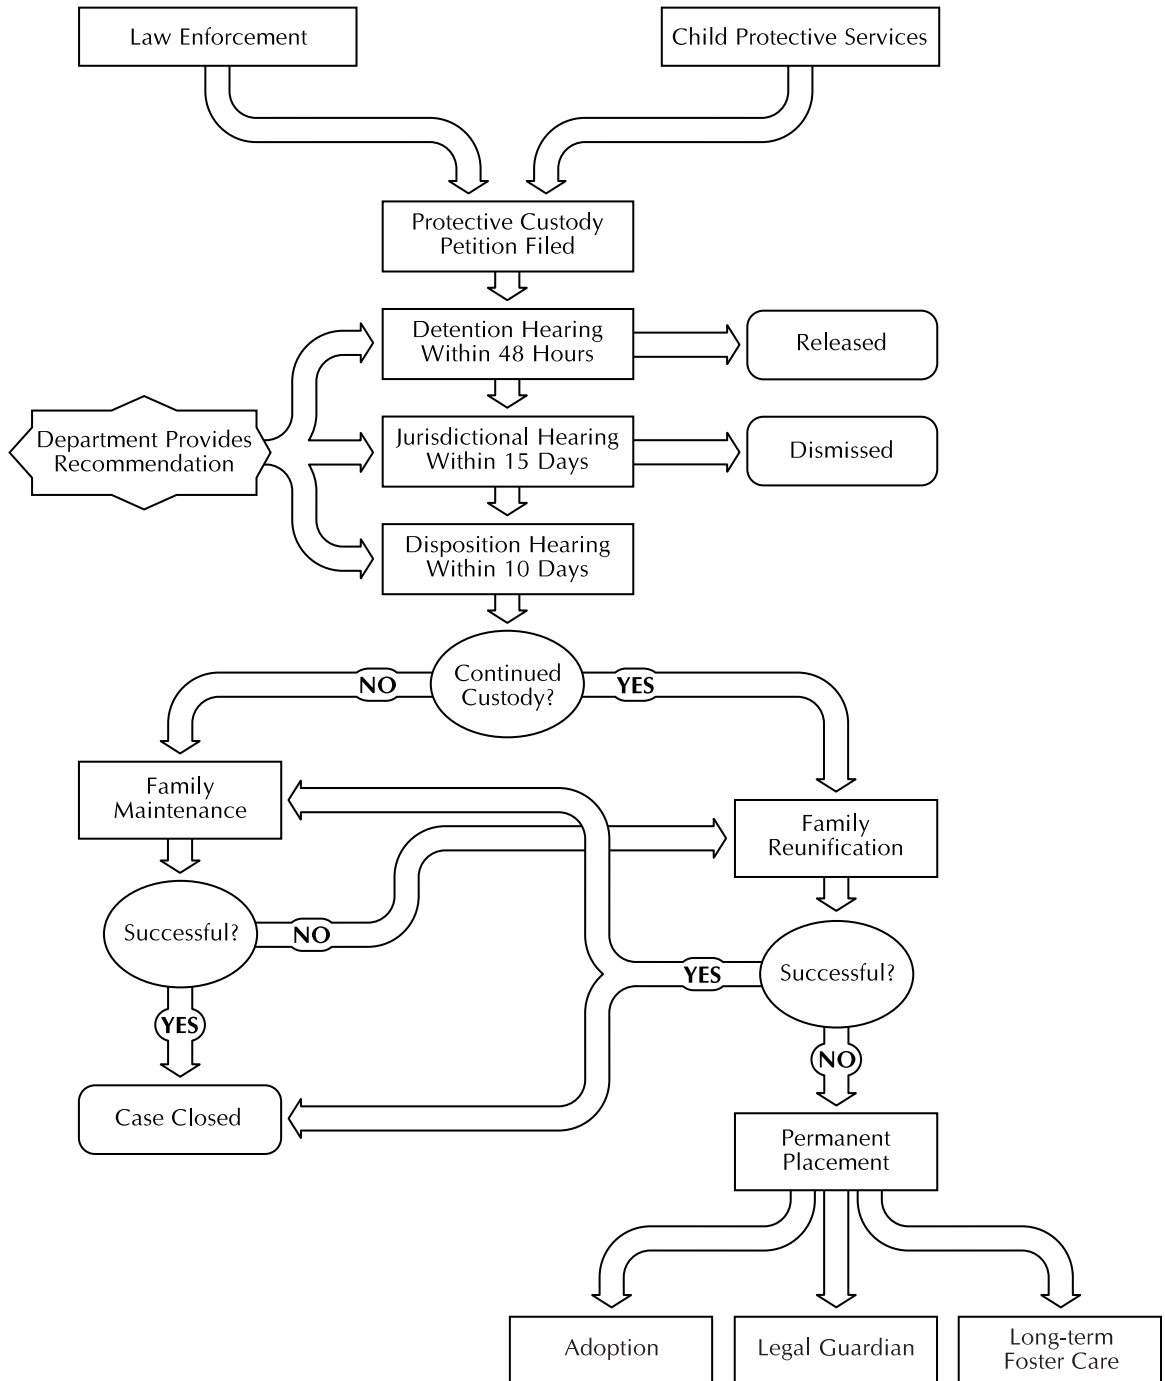 Law Enforcement
Child Protective Services
Protective Custody
Petition Filed
Detention Hearing
Within 48 Hours
Released
Department Provides
Recommendation
Jurisdictional Hearing
Within 15 Days
Dismissed
Disposition Hearing
Within 10 Days
Continued
Custody?
NO
YES
Family
Maintenance
Family
Reunification
Successful?
NO
YES
Successful?
YES
NO
Case Closed
Permanent
Placement
Adoption
Legal Guardian
Long-term
Foster Care